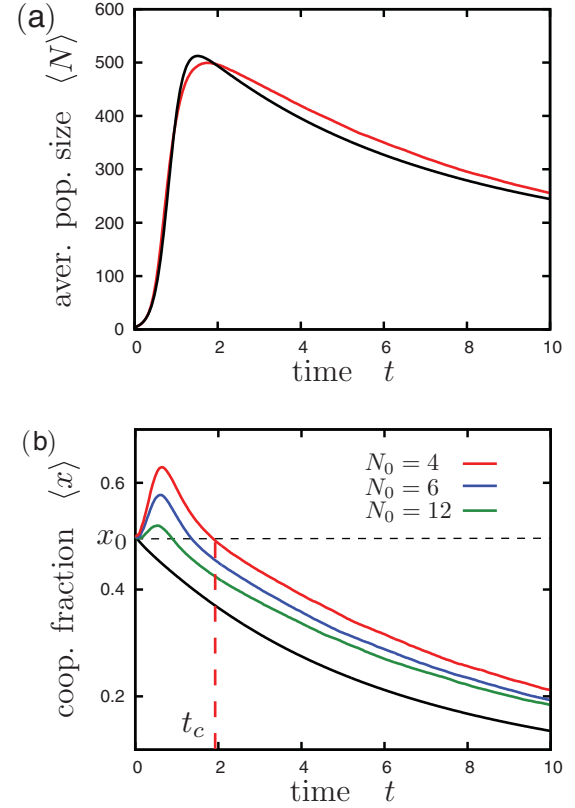 (a)
aver. pop. size ⟨N⟩
600
500
400
300
200
100
0
0 2 4 6 8 10
time t
(b)
coop. fraction ⟨x⟩
0.6
x₀
0.4
0.2
N₀ = 4
N₀ = 6
N₀ = 12
t_c
0 2 4 6 8 10
time t